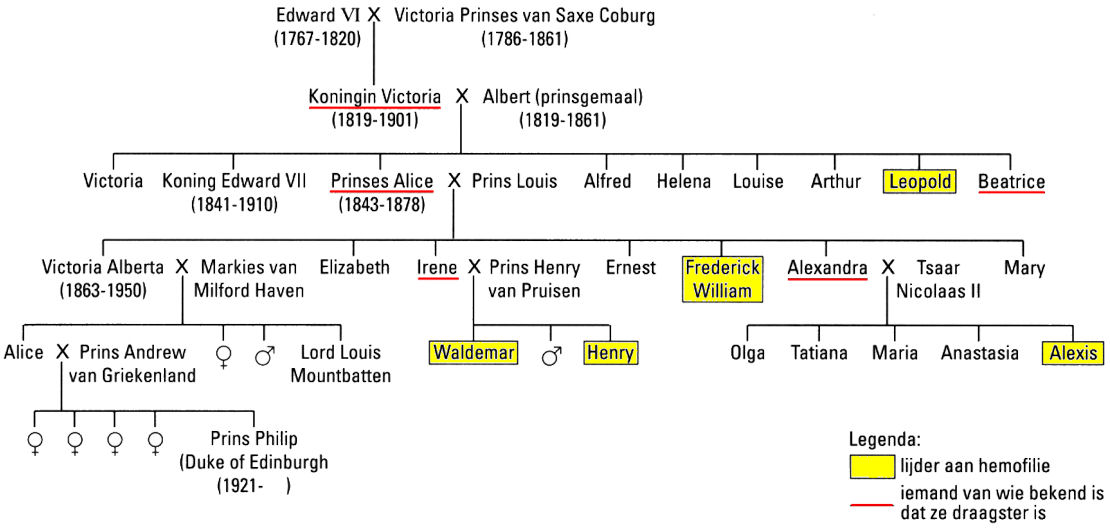 Edward VI X Victoria Prinses van Saxe Coburg
(1767-1820) (1786-1861)
Koningin Victoria X Albert (prinsgemaal)
(1819-1901) (1819-1861)
Victoria Koning Edward VII Prinses Alice X Prins Louis Alfred Helena Louise Arthur Leopold Beatrice
(1841-1910) (1843-1878)
Victoria Alberta X Markies van Elizabeth Irene X Prins Henry Ernest Frederick Alexandra X Tsaar Mary
(1863-1950) Milford Haven van Pruisen William Nicolaas II
Alice X Prins Andrew ♀ ♂ Lord Louis Waldemar ♂ Henry Olga Tatiana Maria Anastasia Alexis
van Griekenland Mountbatten
♀ ♀ ♀ ♀ Prins Philip
(Duke of Edinburgh
(1921- )
Legenda:
lijder aan hemofilie
iemand van wie bekend is
dat ze draagster is